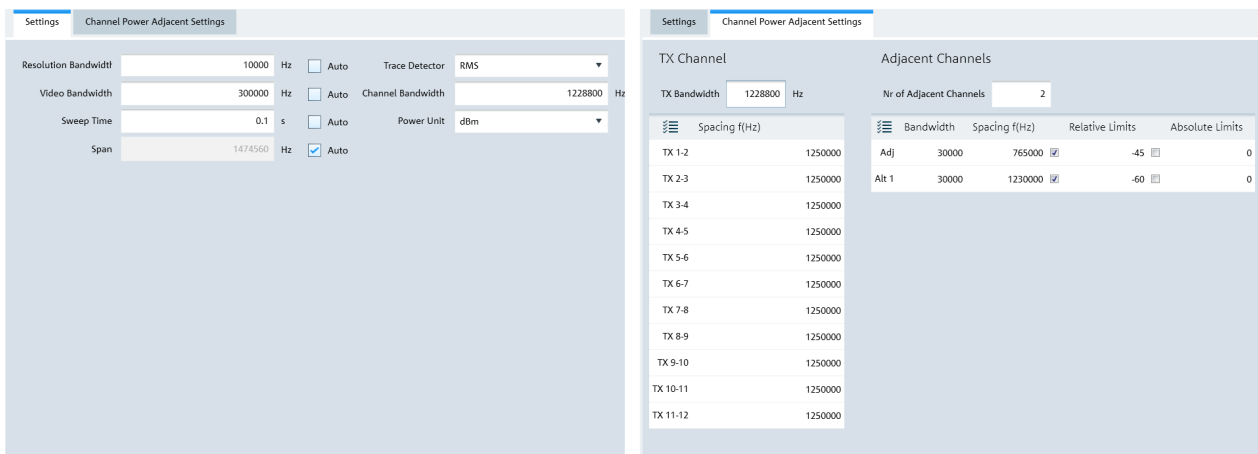 Settings Channel Power Adjacent Settings
Resolution Bandwidth 10000 Hz Auto Trace Detector RMS
Video Bandwidth 300000 Hz Auto Channel Bandwidth 1228800 Hz
Sweep Time 0.1 s Auto Power Unit dBm
Span 1474560 Hz Auto
Settings Channel Power Adjacent Settings
TX Channel
TX Bandwidth 1228800 Hz
Spacing f(Hz)
TX 1-2 1250000
TX 2-3 1250000
TX 3-4 1250000
TX 4-5 1250000
TX 5-6 1250000
TX 6-7 1250000
TX 7-8 1250000
TX 8-9 1250000
TX 9-10 1250000
TX 10-11 1250000
TX 11-12 1250000
Adjacent Channels
Nr of Adjacent Channels 2
Bandwidth Spacing f(Hz) Relative Limits Absolute Limits
Adj 30000 765000 -45 0
Alt 1 30000 1230000 -60 0